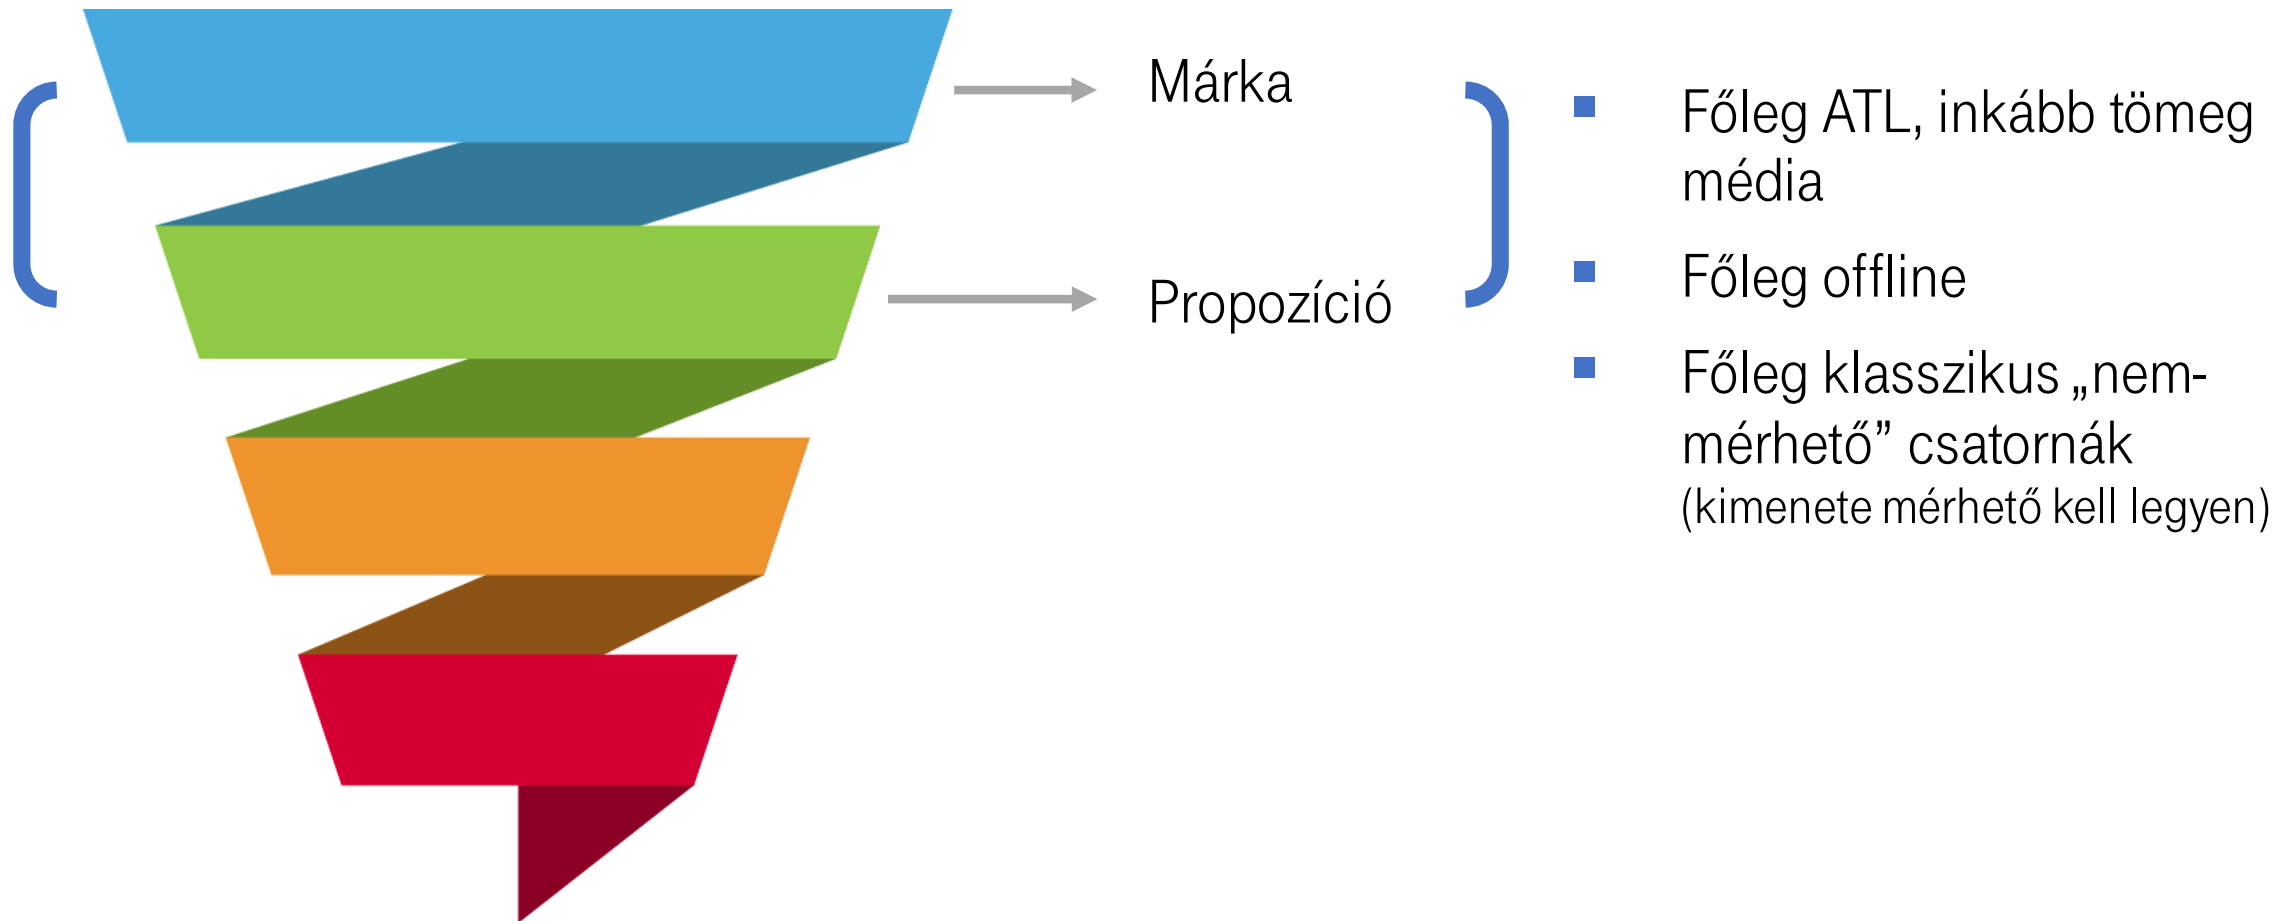 Márka
Propozíció
Főleg ATL, inkább tömeg
média
Főleg offline
Főleg klasszikus „nem-
mérhető” csatornák
(kimenete mérhető kell legyen)